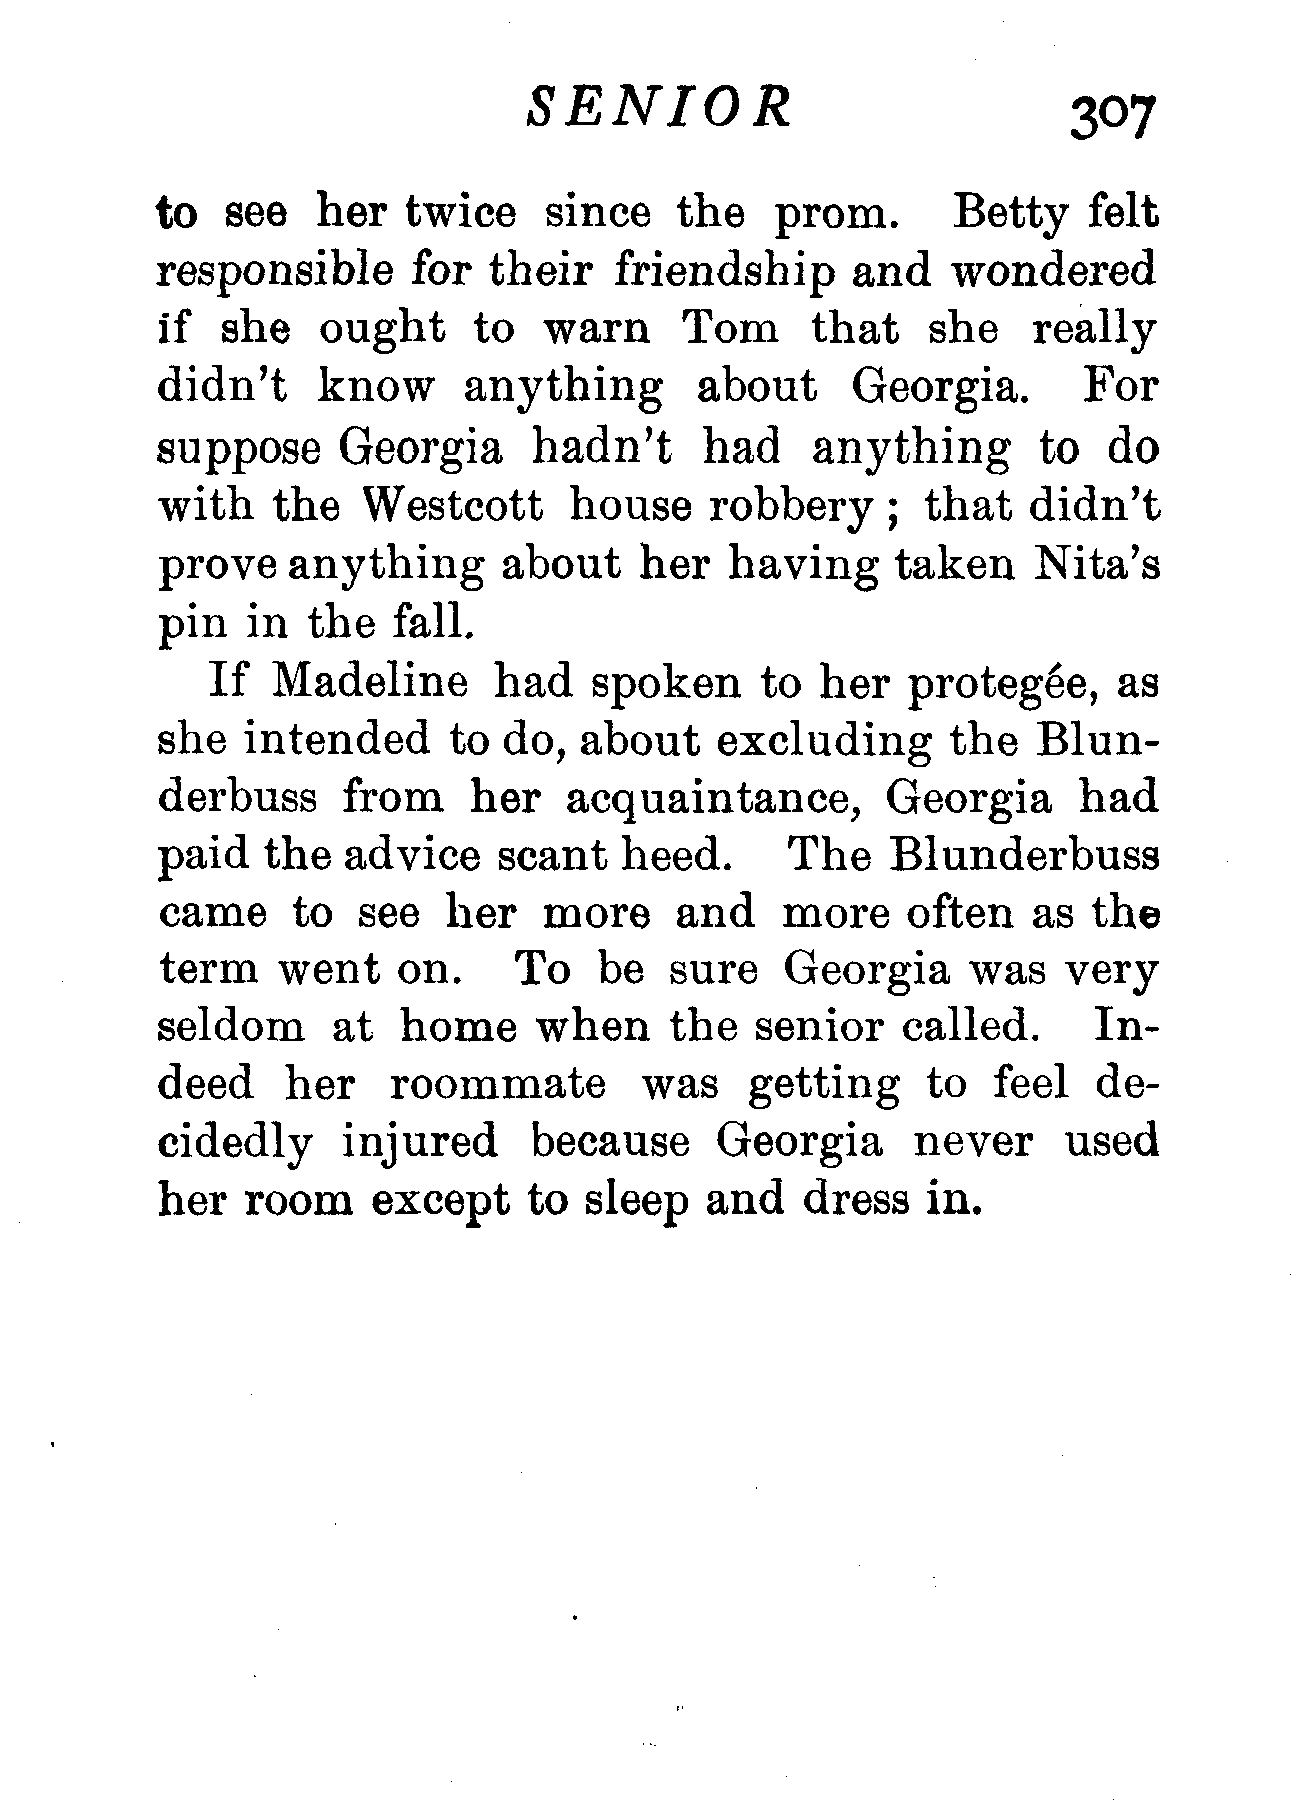 SENIOR 307
to see her twice since the prom. Betty felt
responsible for their friendship and wondered
if she ought to warn Tom that she really
didn't know anything about Georgia. For
suppose Georgia hadn't had anything to do
with the Westcott house robbery ; that didn't
prove anything about her having taken Nita's
pin in the fall.
If Madeline had spoken to her protegée, as
she intended to do, about excluding the Blun-
derbuss from her acquaintance, Georgia had
paid the advice scant heed. The Blunderbuss
came to see her more and more often as the
term went on. To be sure Georgia was very
seldom at home when the senior called. In-
deed her roommate was getting to feel de-
cidedly injured because Georgia never used
her room except to sleep and dress in.